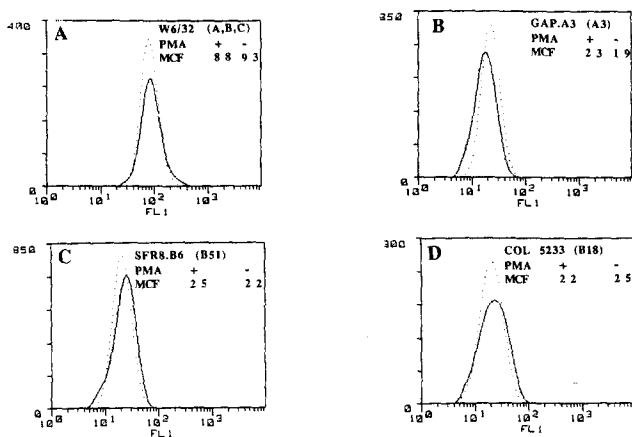 A
W6/32 (A,B,C)
PMA + -
MCF 88 93
400
0
10^0 10^1 10^2 10^3
FL1
B
GAP.A3 (A3)
PMA + -
MCF 23 19
0
10^0 10^1 10^2 10^3
FL1
C
SFR8.B6 (B51)
PMA + -
MCF 25 22
0
10^0 10^1 10^2 10^3
FL1
D
COL 5233 (B18)
PMA + -
MCF 22 25
300
0
10^0 10^1 10^2 10^3
FL1